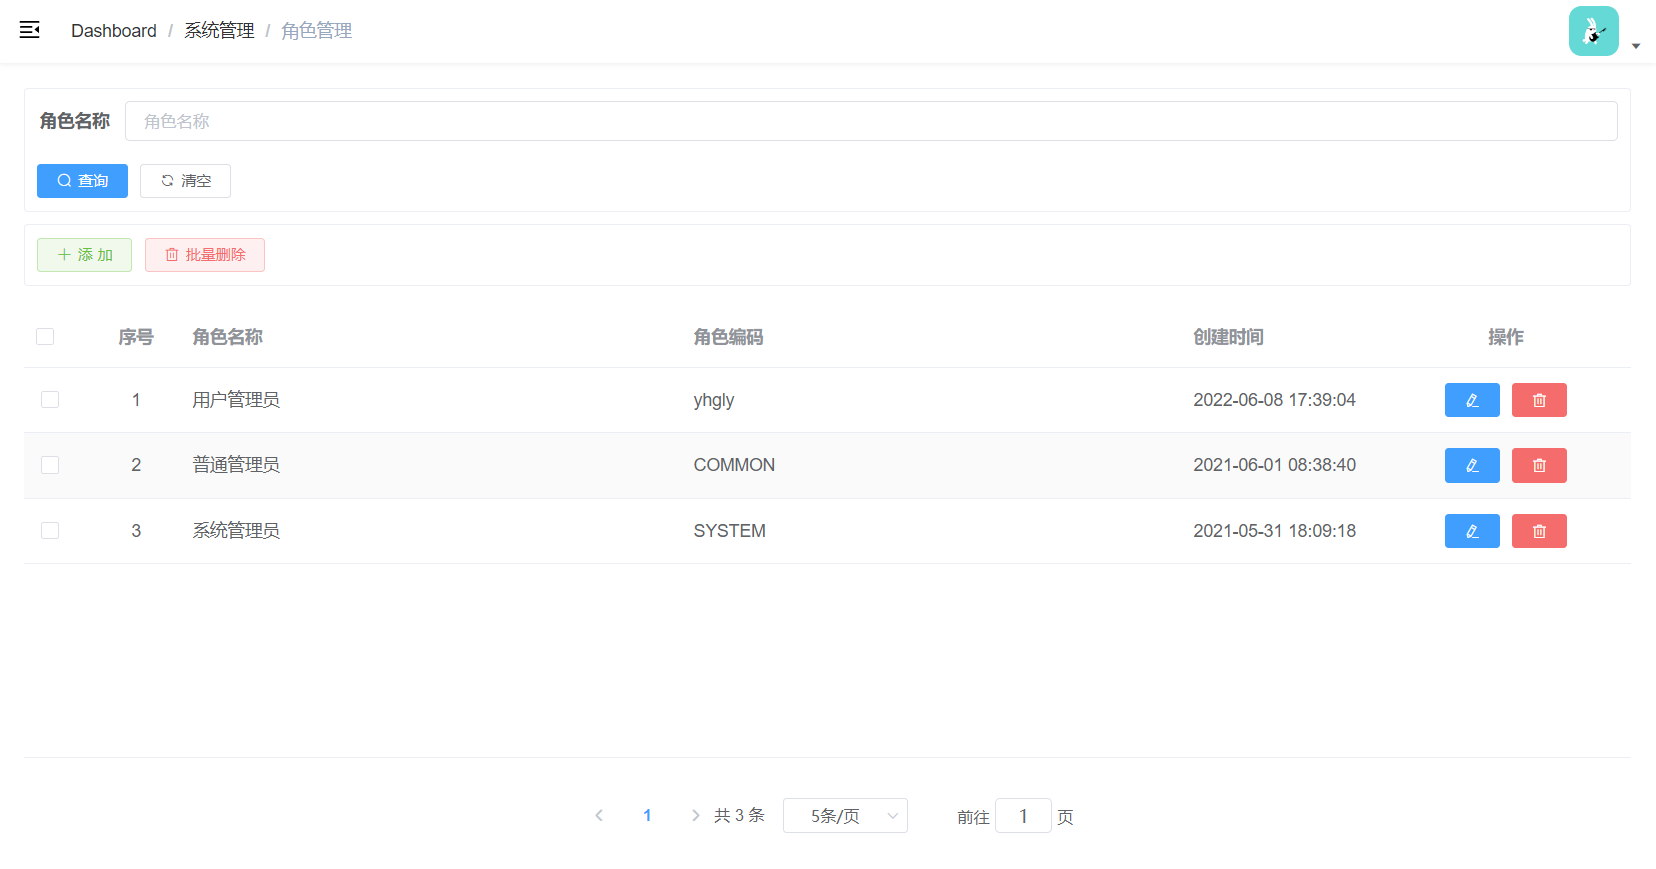 Dashboard / 系统管理 / 角色管理
角色名称 角色名称
查询 清空
添 加 批量删除
序号 角色名称 角色编码 创建时间 操作
1 用户管理员 yhgly 2022-06-08 17:39:04
2 普通管理员 COMMON 2021-06-01 08:38:40
3 系统管理员 SYSTEM 2021-05-31 18:09:18
1 共 3 条 5条/页 前往 1 页